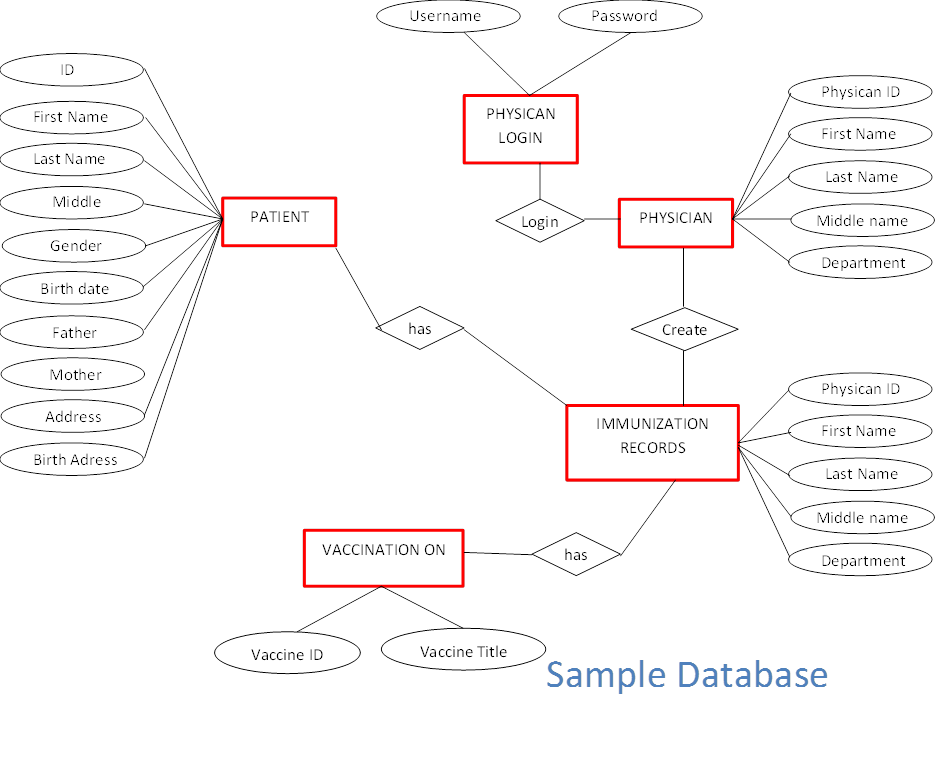 Username
Password
ID
First Name
Last Name
Middle
Gender
Birth date
Father
Mother
Address
Birth Adress
PATIENT
PHYSICAN
LOGIN
Login
PHYSICIAN
Physican ID
First Name
Last Name
Middle name
Department
has
Create
IMMUNIZATION
RECORDS
Physican ID
First Name
Last Name
Middle name
Department
VACCINATION ON
has
Vaccine ID
Vaccine Title
Sample Database